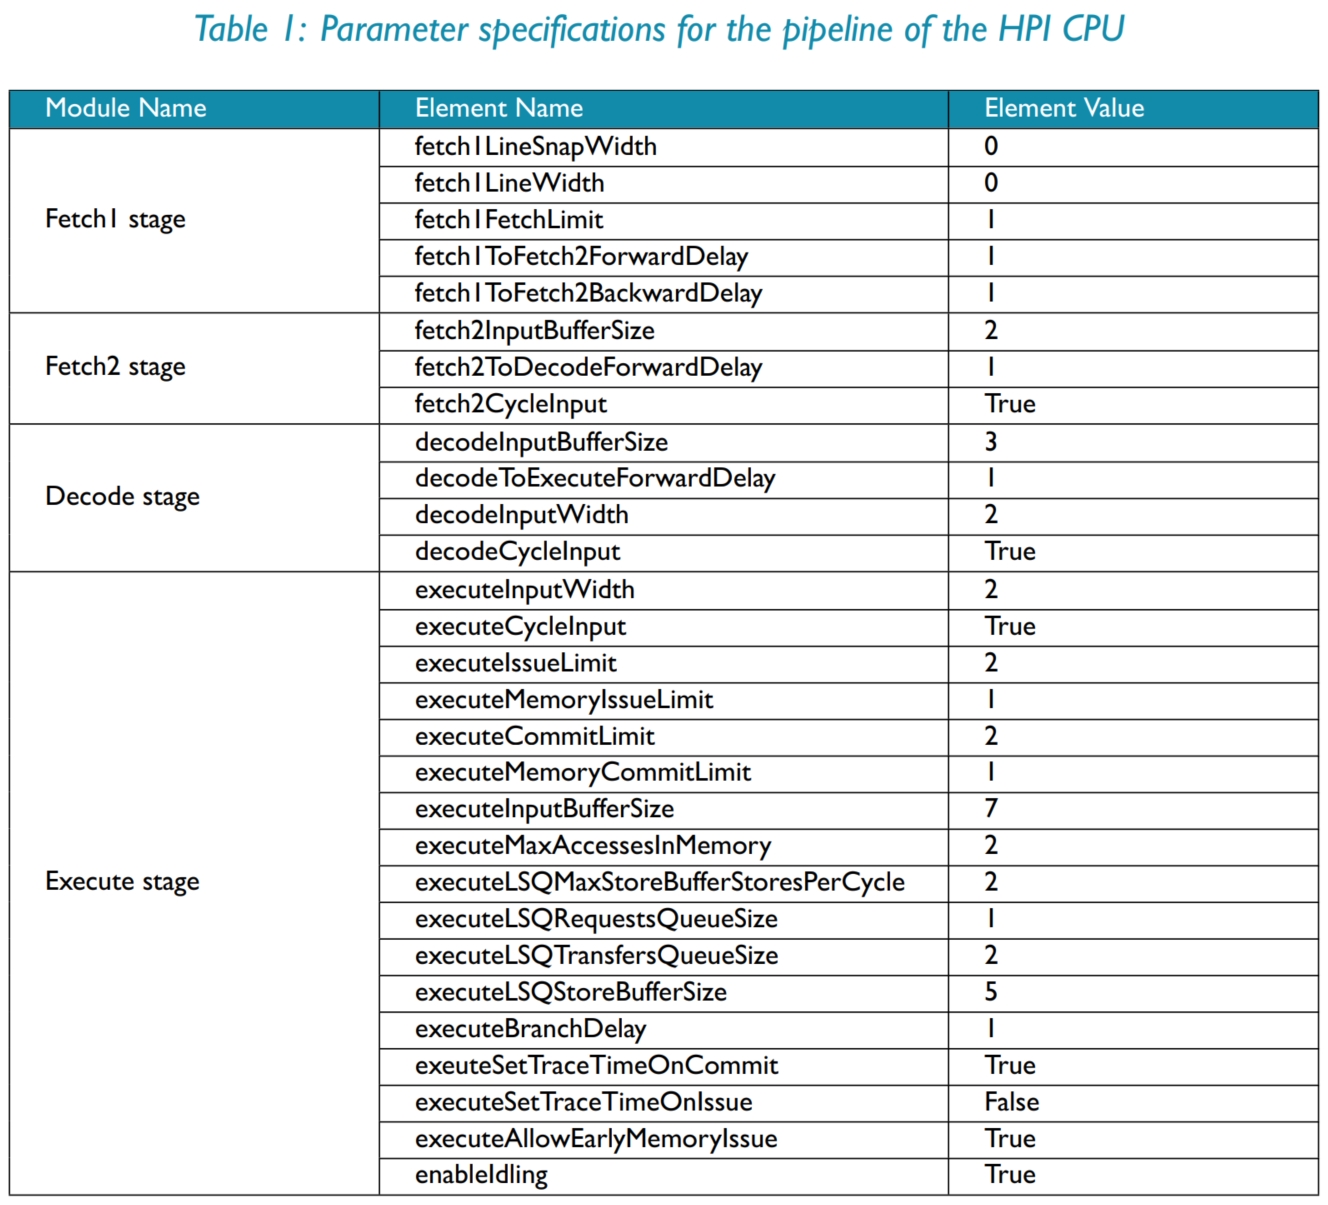 Table 1: Parameter specifications for the pipeline of the HPI CPU
Module Name Element Name Element Value
Fetch1 stage
fetch1LineSnapWidth 0
fetch1LineWidth 0
fetch1FetchLimit 1
fetch1ToFetch2ForwardDelay 1
fetch1ToFetch2BackwardDelay 1
Fetch2 stage
fetch2InputBufferSize 2
fetch2ToDecodeForwardDelay 1
fetch2CycleInput True
Decode stage
decodeInputBufferSize 3
decodeToExecuteForwardDelay 1
decodeInputWidth 2
decodeCycleInput True
Execute stage
executeInputWidth 2
executeCycleInput True
executeIssueLimit 2
executeMemoryIssueLimit 1
executeCommitLimit 2
executeMemoryCommitLimit 1
executeInputBufferSize 7
executeMaxAccessesInMemory 2
executeLSQMaxStoreBufferStoresPerCycle 2
executeLSQRequestsQueueSize 1
executeLSQTransfersQueueSize 2
executeLSQStoreBufferSize 5
executeBranchDelay 1
exeuteSetTraceTimeOnCommit True
executeSetTraceTimeOnIssue False
executeAllowEarlyMemoryIssue True
enableIdling True